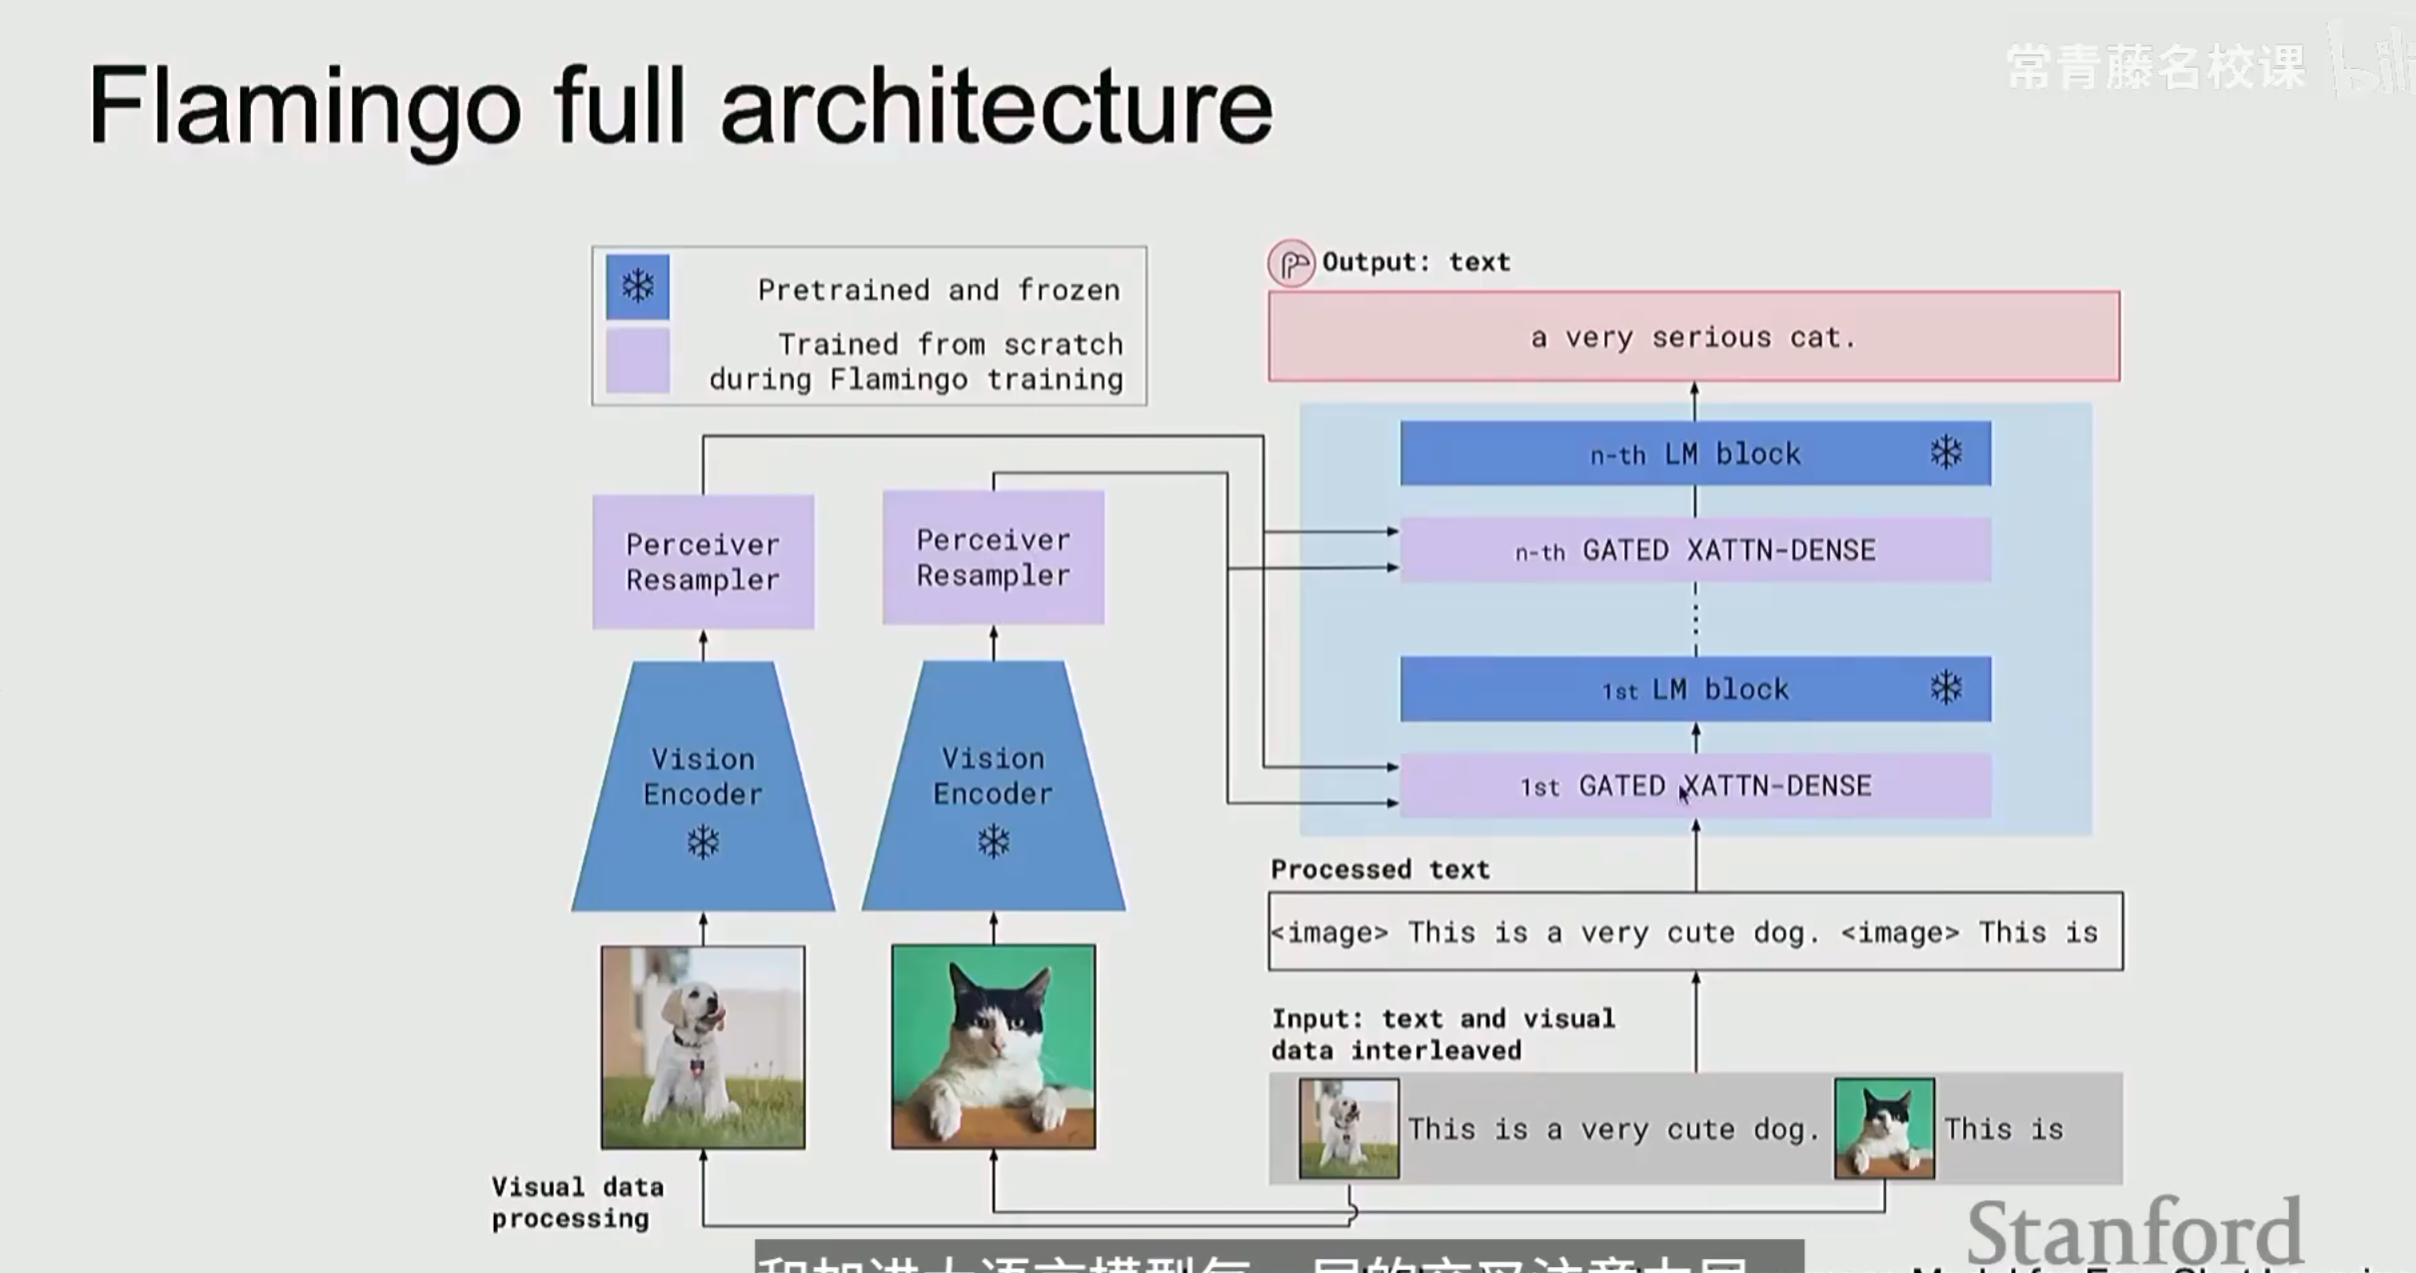 常青藤名校课
Flamingo full architecture
Pretrained and frozen
Trained from scratch
during Flamingo training
Output: text
a very serious cat.
n-th LM block
n-th GATED XATTN-DENSE
1st LM block
1st GATED XATTN-DENSE
Perceiver
Resampler
Perceiver
Resampler
Vision
Encoder
Vision
Encoder
Processed text
<image> This is a very cute dog. <image> This is
Input: text and visual
data interleaved
This is a very cute dog.
This is
Visual data
processing
Stanford